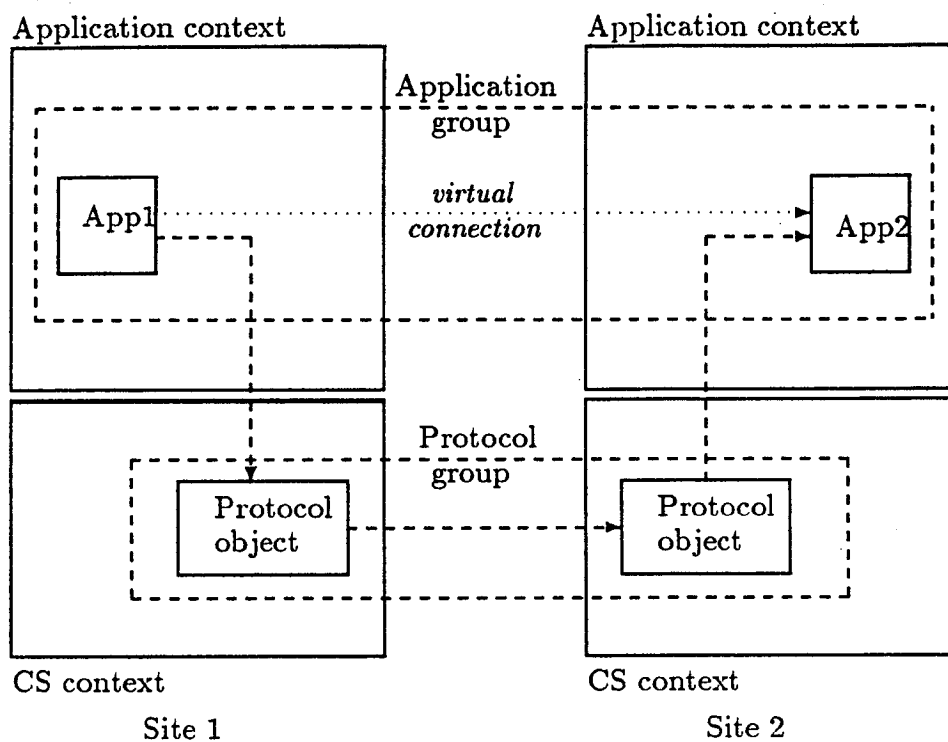 Application context
Application context
Application
group
App1
virtual
connection
App2
Protocol
group
Protocol
object
Protocol
object
CS context
CS context
Site 1
Site 2